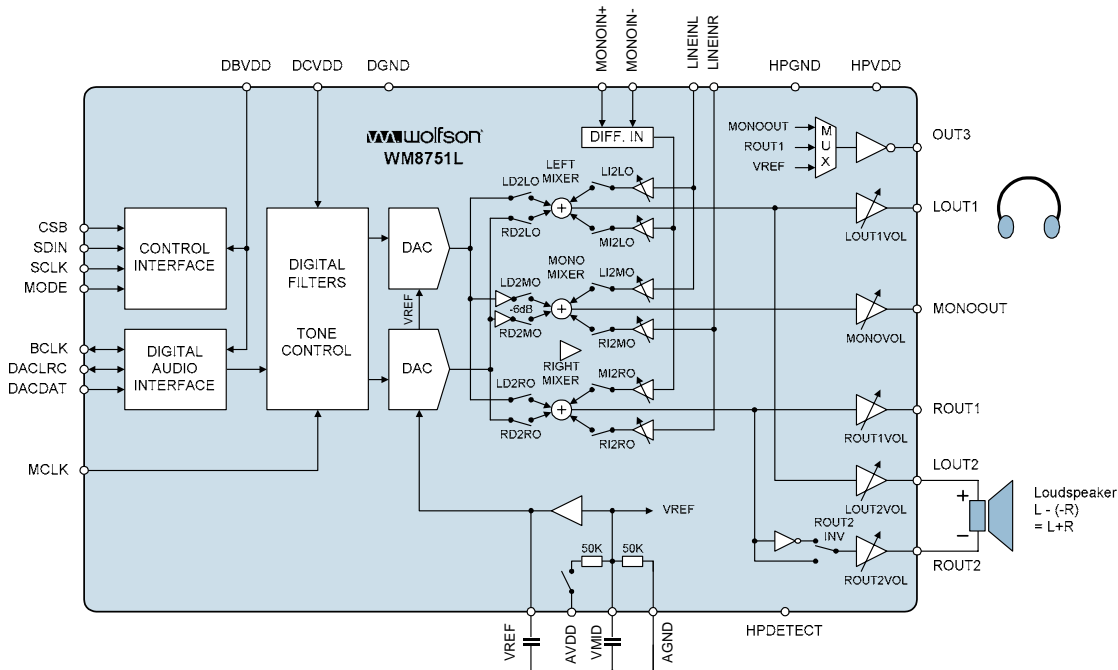 MONOIN+
MONOIN-
LINEINL
LINEINR
DBVDD
DCVDD
DGND
HPGND
HPVDD
wolfson®
WM8751L
DIFF. IN
MONOOUT
ROUT1
VREF
MUX
OUT3
LEFT
MIXER
LD2LO
LI2LO
RD2LO
MI2LO
LOUT1
LOUT1VOL
CSB
SDIN
SCLK
MODE
CONTROL
INTERFACE
DIGITAL
FILTERS
TONE
CONTROL
DAC
VREF
DAC
MONO
MIXER
LD2MO
LI2MO
-6dB
RD2MO
RI2MO
MONOOUT
MONOVOL
BCLK
DACLRC
DACDAT
DIGITAL
AUDIO
INTERFACE
RIGHT
MIXER
LD2RO
MI2RO
RD2RO
RI2RO
ROUT1
ROUT1VOL
MCLK
LOUT2
LOUT2VOL
+
−
Loudspeaker
L - (-R)
= L+R
VREF
ROUT2
INV
ROUT2VOL
ROUT2
50K
50K
VREF
AVDD
VMID
AGND
HPDETECT